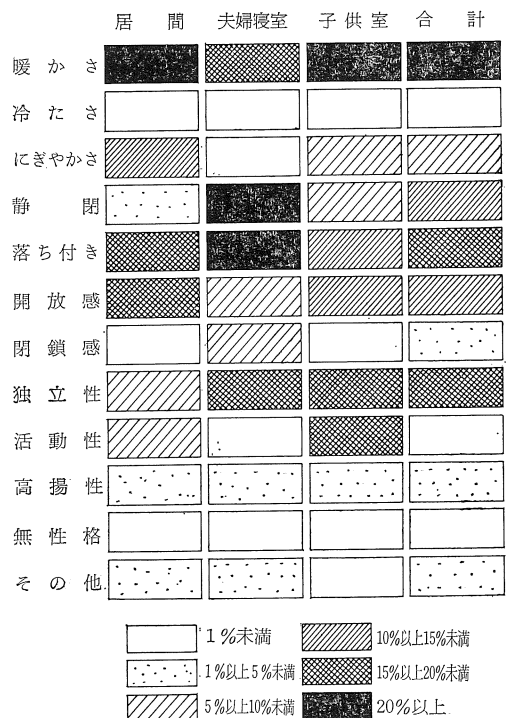 居間 夫婦寝室 子供室 合計
暖かさ
冷たさ
にぎやかさ
静閉
落ち付き
開放感
閉鎖感
独立性
活動性
高揚性
無性格
その他
1%未満 10%以上15%未満
1%以上5%未満 15%以上20%未満
5%以上10%未満 20%以上